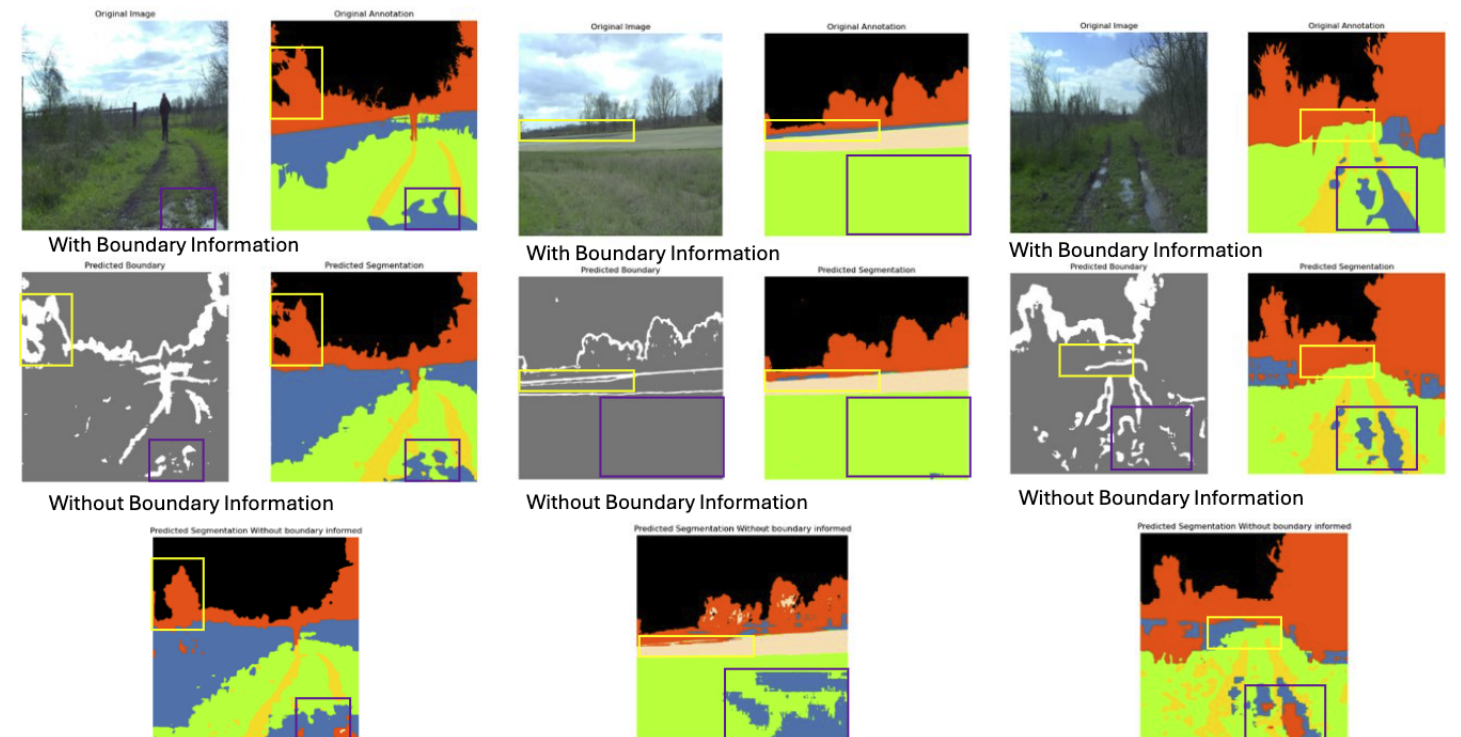 Original Image
Original Annotation
With Boundary Information
Predicted Boundary
Predicted Segmentation
Without Boundary Information
Predicted Segmentation Without boundary informed
Original Image
Original Annotation
With Boundary Information
Predicted Boundary
Predicted Segmentation
Without Boundary Information
Predicted Segmentation Without boundary informed
Original Image
Original Annotation
With Boundary Information
Predicted Boundary
Predicted Segmentation
Without Boundary Information
Predicted Segmentation Without boundary informed